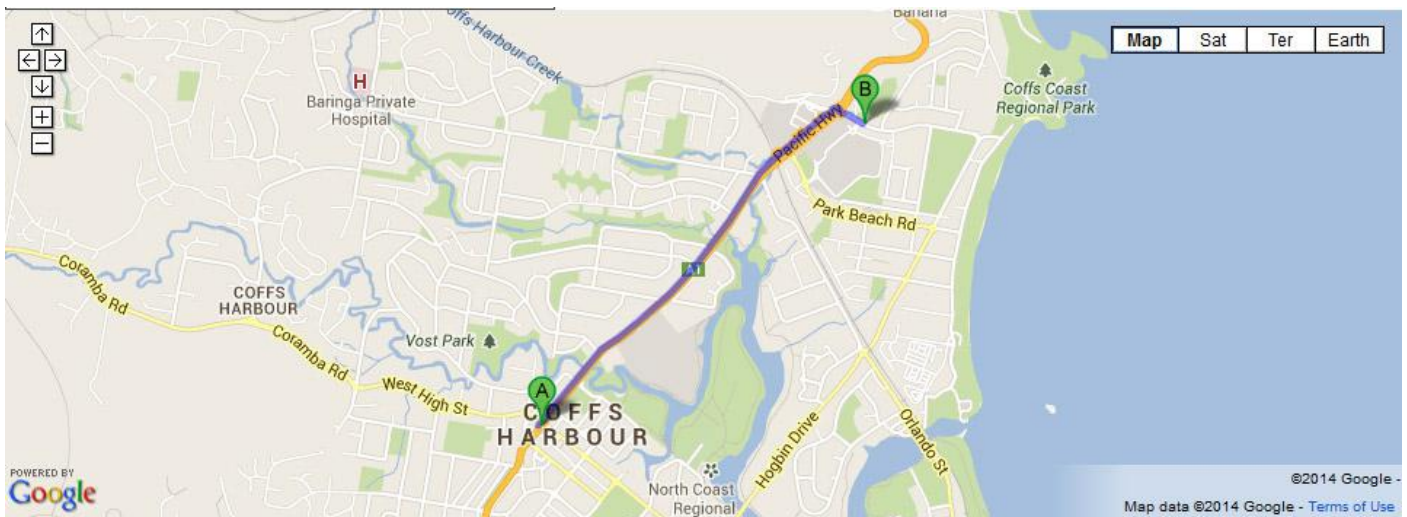 Banana
Map Sat Ter Earth
Coffs Harbour Creek
H
Baringa Private
Hospital
B
Coffs Coast
Regional Park
Pacific Hwy
Park Beach Rd
A1
Coramba Rd
COFFS
HARBOUR
Vost Park
Coramba Rd
West High St
A
COFFS
HARBOUR
Hogbin Drive
Orlando St
North Coast
Regional
POWERED BY
Google
©2014 Google -
Map data ©2014 Google - Terms of Use